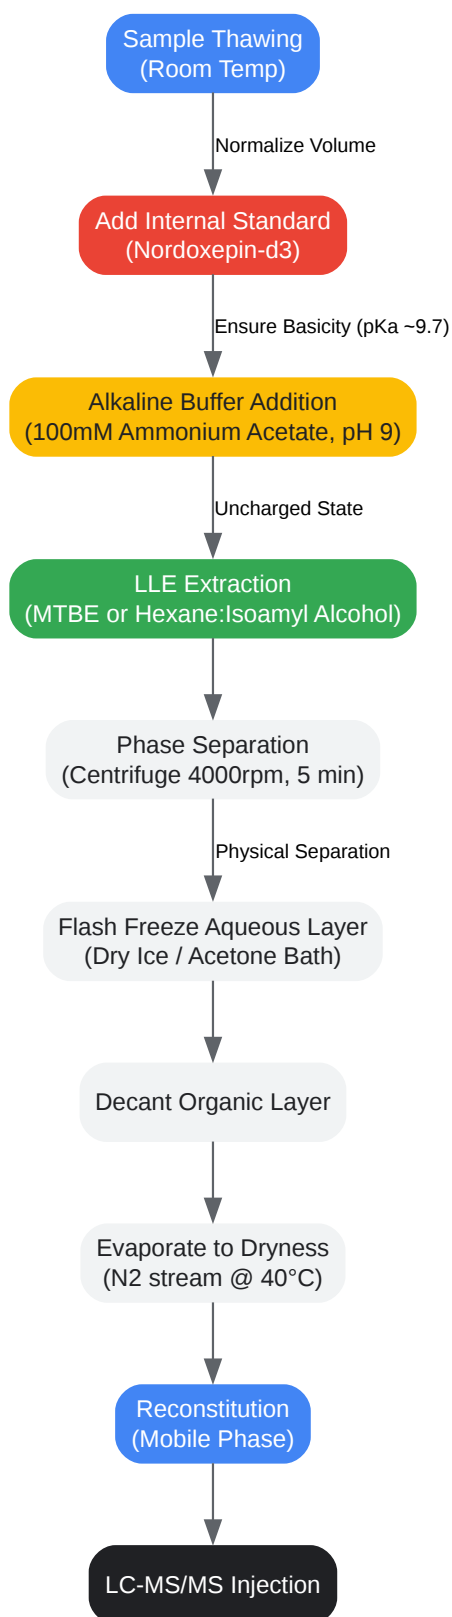 Sample Thawing
(Room Temp)
Normalize Volume
Add Internal Standard
(Nordoxepin-d3)
Ensure Basicity (pKa ~9.7)
Alkaline Buffer Addition
(100mM Ammonium Acetate, pH 9)
Uncharged State
LLE Extraction
(MTBE or Hexane:Isoamyl Alcohol)
Phase Separation
(Centrifuge 4000rpm, 5 min)
Physical Separation
Flash Freeze Aqueous Layer
(Dry Ice / Acetone Bath)
Decant Organic Layer
Evaporate to Dryness
(N2 stream @ 40°C)
Reconstitution
(Mobile Phase)
LC-MS/MS Injection